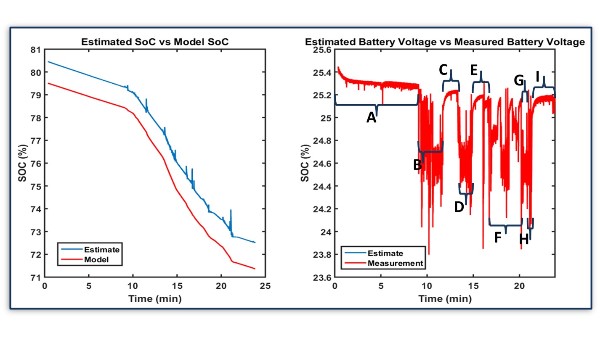 Estimated SoC vs Model SoC
81
80
79
78
77
76
75
74
73
72
71
SOC (%)
Estimate
Model
0
5
10
15
20
25
Time (min)
Estimated Battery Voltage vs Measured Battery Voltage
25.6
25.4
25.2
25
24.8
24.6
24.4
24.2
24
23.8
23.6
SOC (%)
A
B
C
D
E
F
G
H
I
Estimate
Measurement
0
5
10
15
20
Time (min)